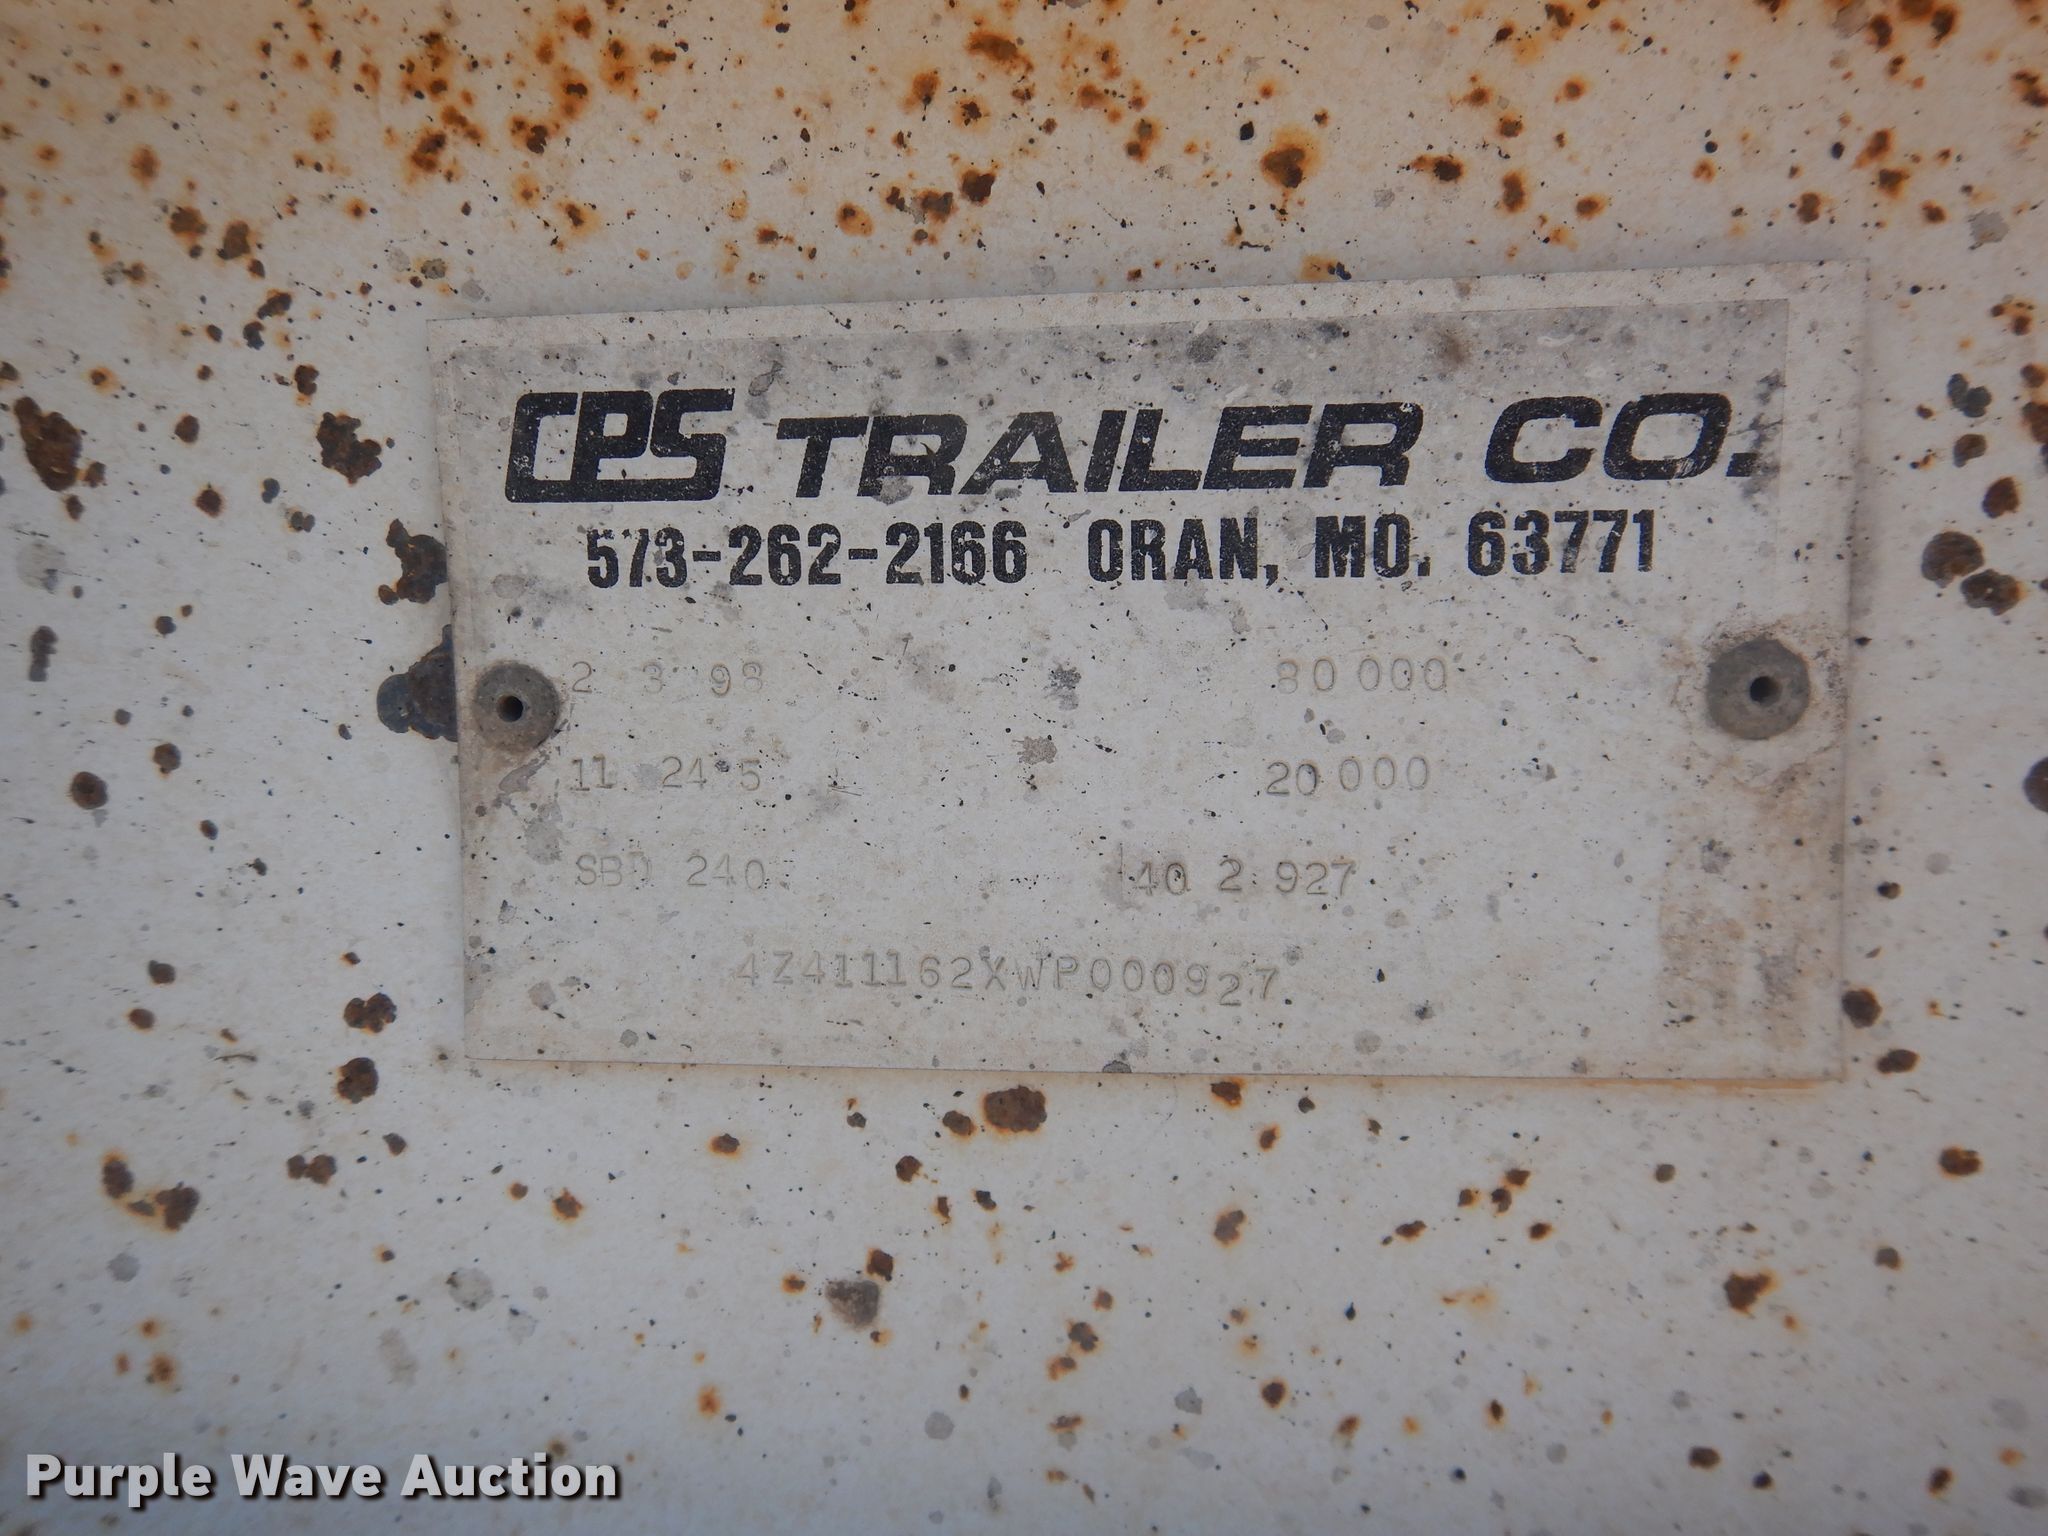 CPS TRAILER CO.
573-262-2166 ORAN, MO. 63771
2 3 98 80 000
11 24 5 20 000
SBD 240 40 2 927
4Z411162XWP000927
Purple Wave Auction